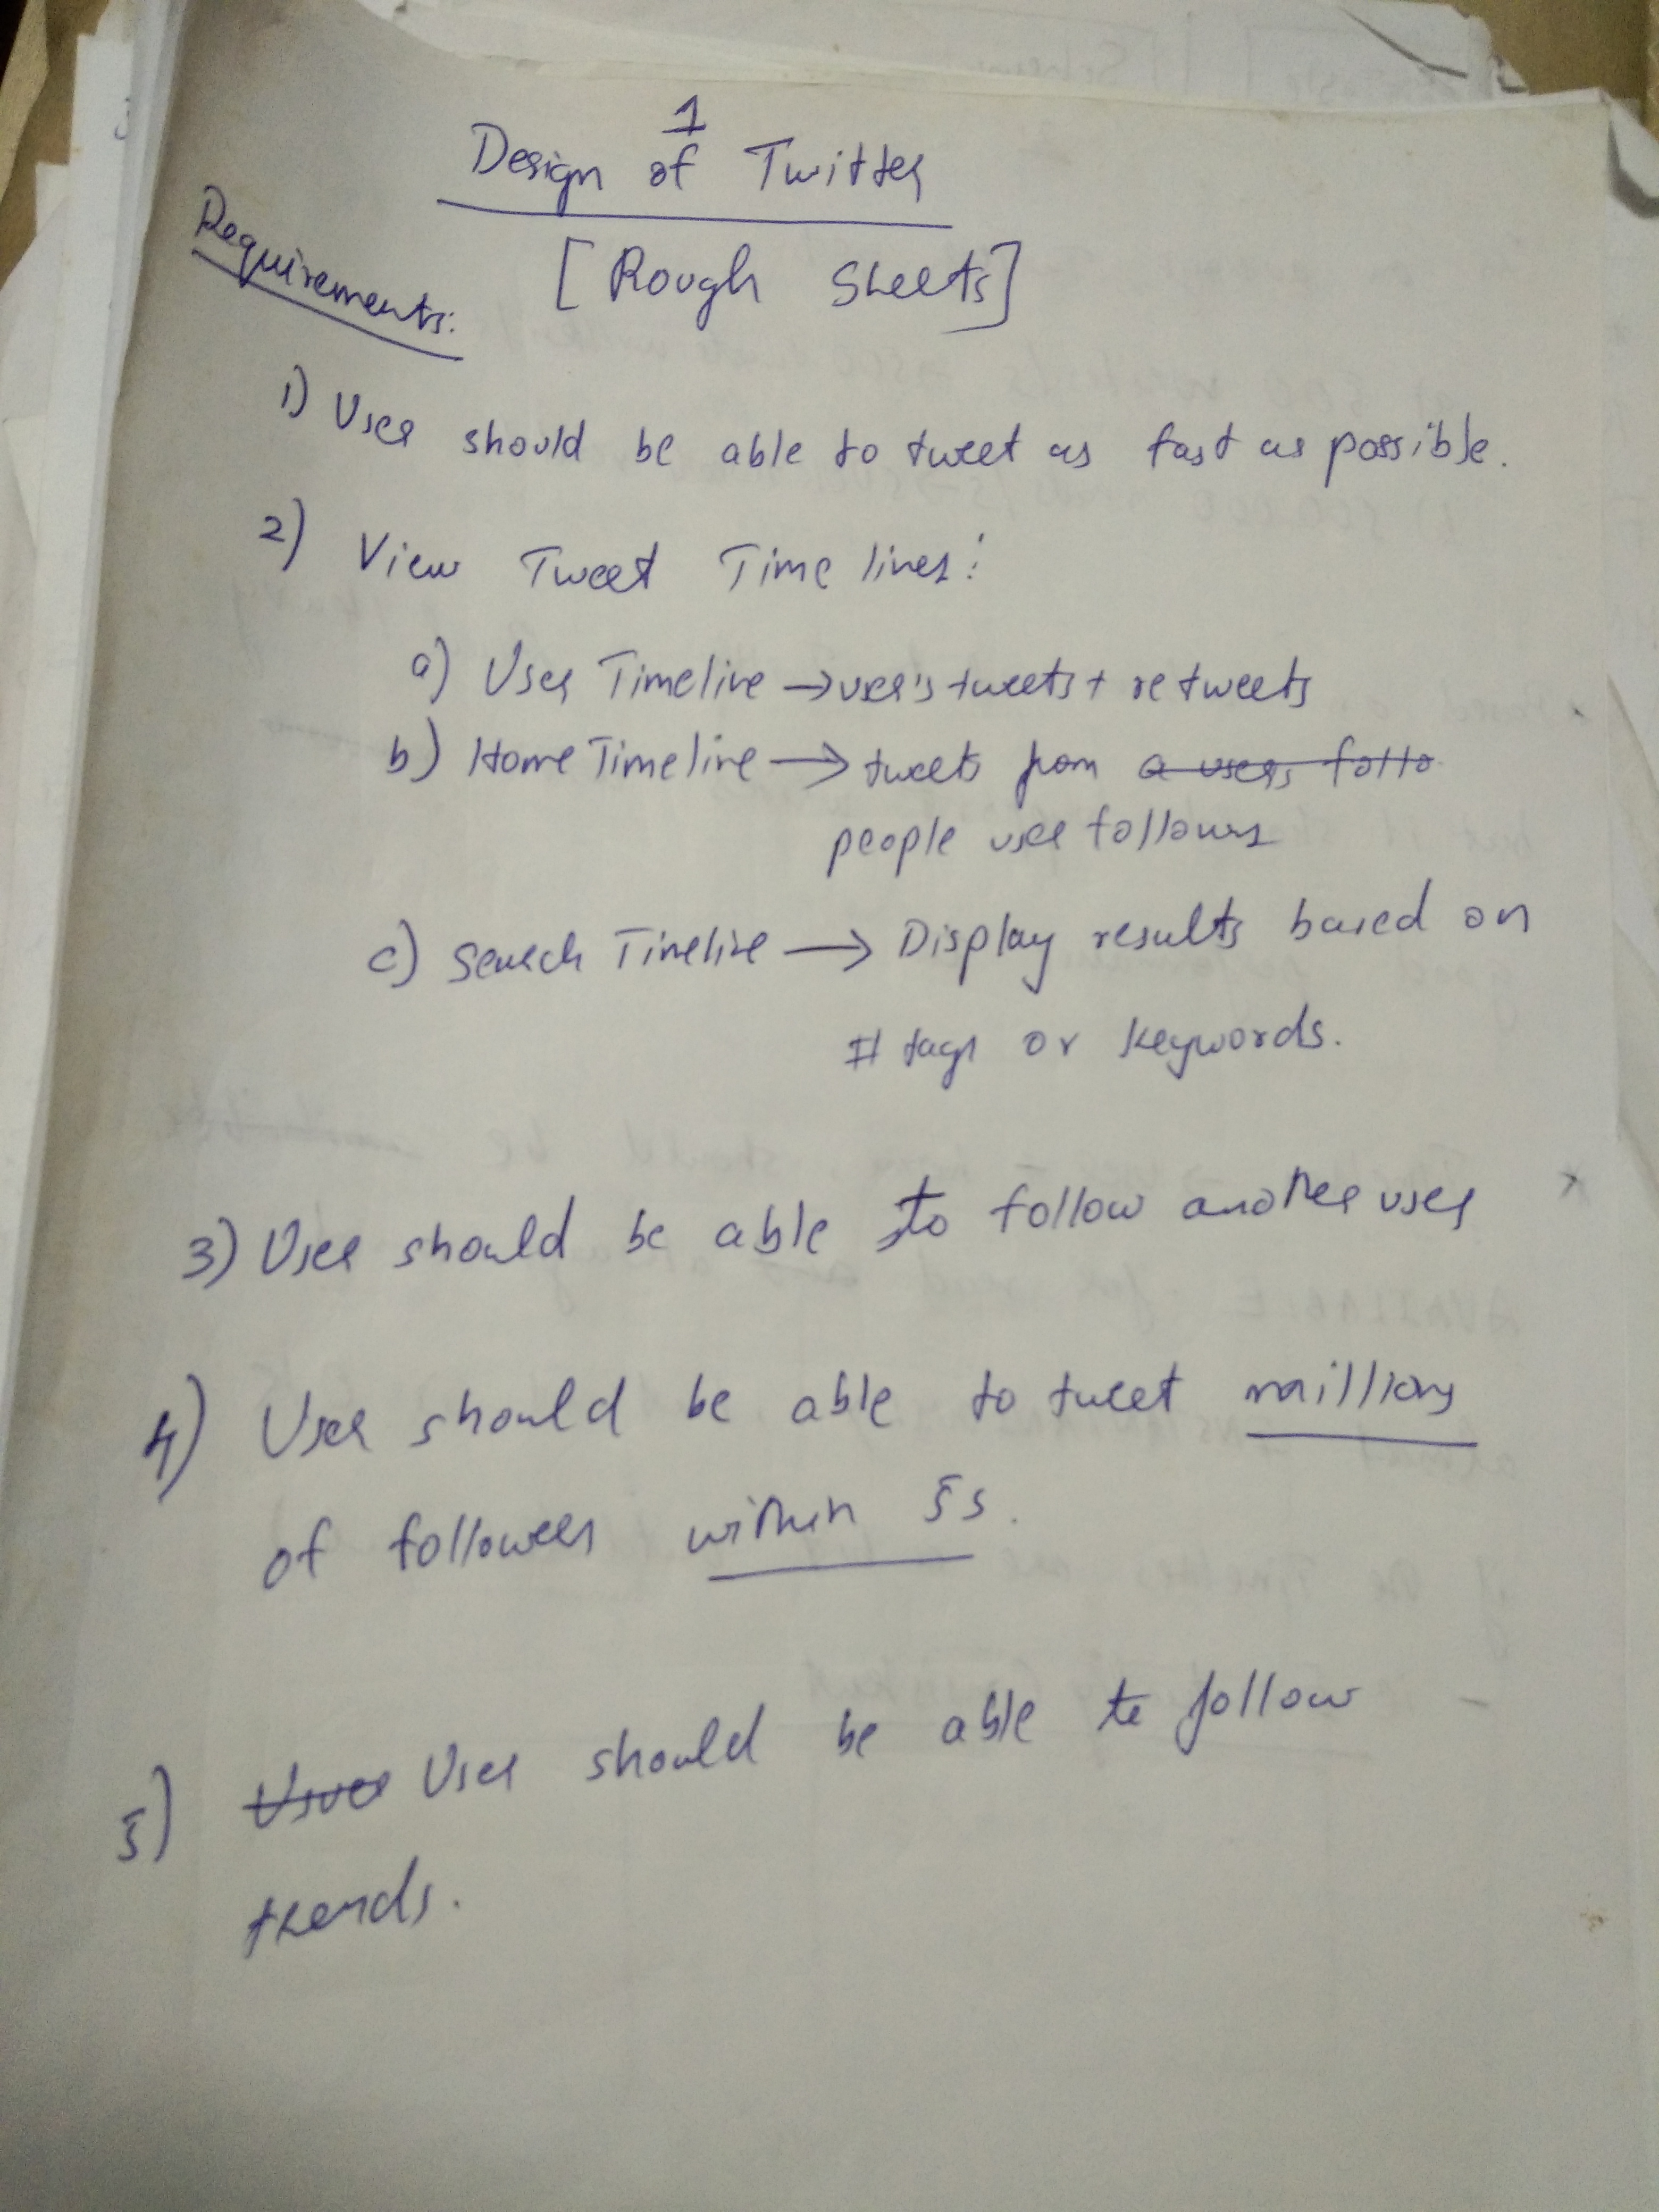 1
Design of Twitter
[Rough Sheets]
Requirements:
1) User should be able to tweet as fast as possible.
2) View Tweet Time lines:
a) User Timeline → user's tweets + retweets
b) Home Timeline → tweets from a users follo
people user follows
c) Search Timeline → Display results based on
# tags or keywords.
3) User should be able to follow another user
4) User should be able to tweet millions
of followers within 5s.
5) User User should be able to follow
trends.